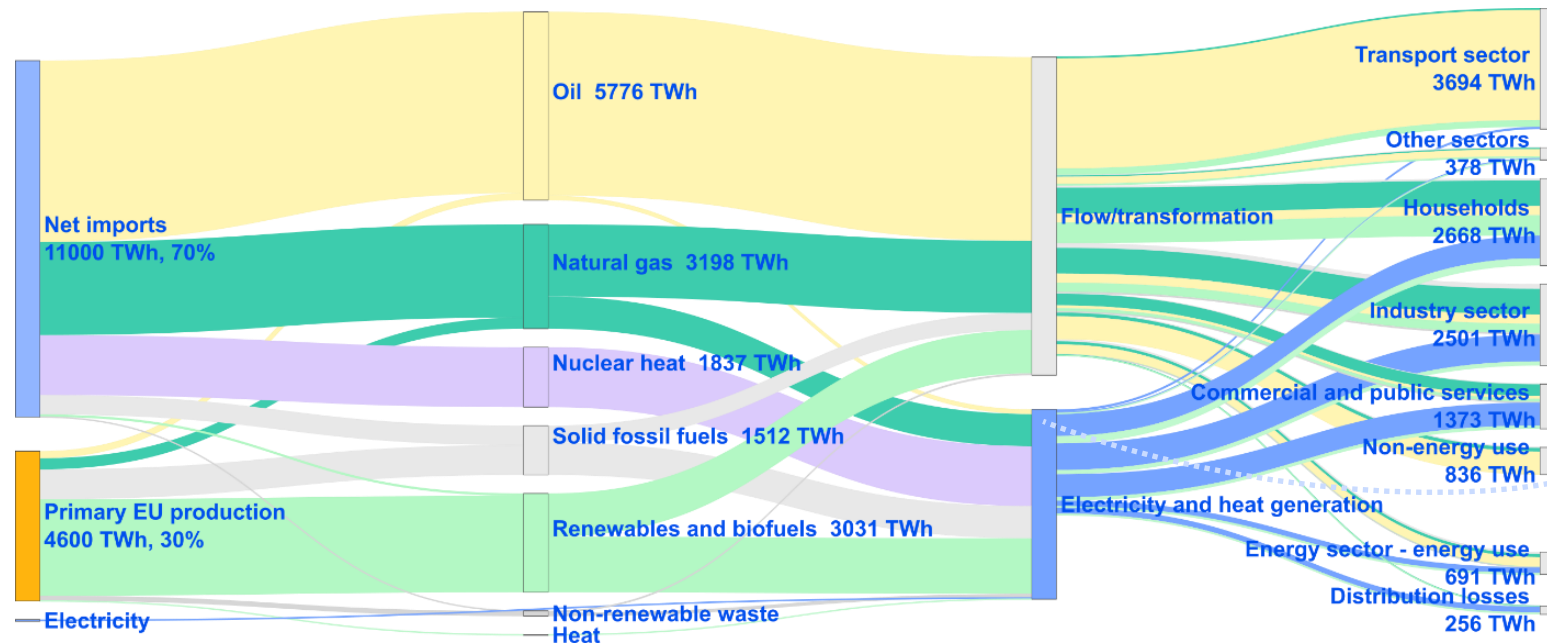 Net imports
11000 TWh, 70%
Primary EU production
4600 TWh, 30%
Electricity
Oil 5776 TWh
Natural gas 3198 TWh
Nuclear heat 1837 TWh
Solid fossil fuels 1512 TWh
Renewables and biofuels 3031 TWh
Non-renewable waste
Heat
Flow/transformation
Electricity and heat generation
Transport sector
3694 TWh
Other sectors
378 TWh
Households
2668 TWh
Industry sector
2501 TWh
Commercial and public services
1373 TWh
Non-energy use
836 TWh
Energy sector - energy use
691 TWh
Distribution losses
256 TWh